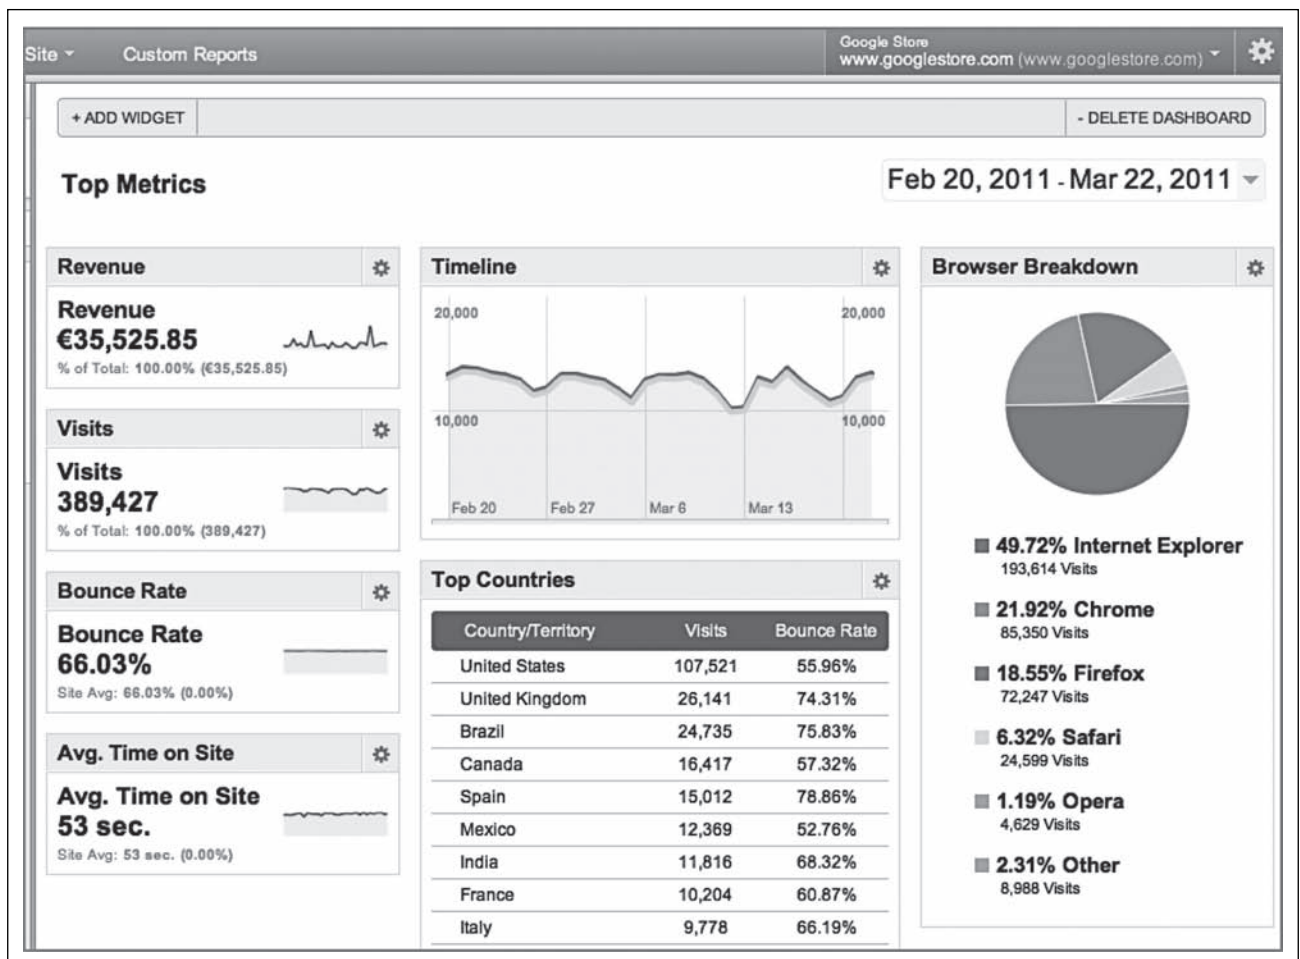 Site
Custom Reports
Google Store
www.googlestore.com (www.googlestore.com)
+ ADD WIDGET
- DELETE DASHBOARD
Top Metrics
Feb 20, 2011 - Mar 22, 2011
Revenue
Revenue
€35,525.85
% of Total: 100.00% (€35,525.85)
Visits
Visits
389,427
% of Total: 100.00% (389,427)
Bounce Rate
Bounce Rate
66.03%
Site Avg: 66.03% (0.00%)
Avg. Time on Site
Avg. Time on Site
53 sec.
Site Avg: 53 sec. (0.00%)
Timeline
20,000 20,000
10,000 10,000
Feb 20 Feb 27 Mar 6 Mar 13
Top Countries
Country/Territory Visits Bounce Rate
United States 107,521 55.96%
United Kingdom 26,141 74.31%
Brazil 24,735 75.83%
Canada 16,417 57.32%
Spain 15,012 78.86%
Mexico 12,369 52.76%
India 11,816 68.32%
France 10,204 60.87%
Italy 9,778 66.19%
Browser Breakdown
49.72% Internet Explorer
193,614 Visits
21.92% Chrome
85,350 Visits
18.55% Firefox
72,247 Visits
6.32% Safari
24,599 Visits
1.19% Opera
4,629 Visits
2.31% Other
8,988 Visits